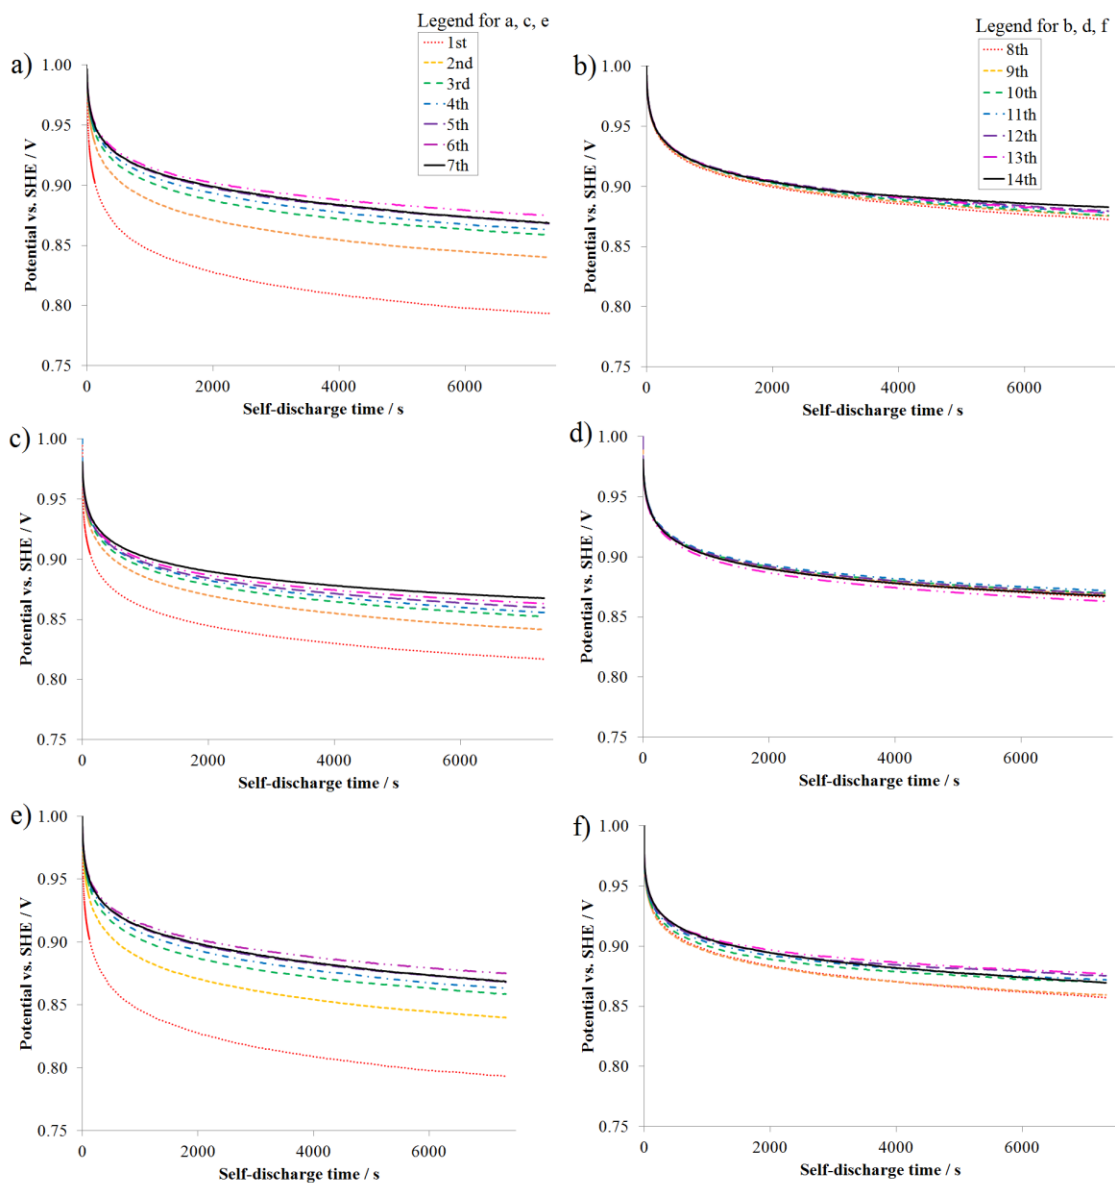 Legend for a, c, e
1st
2nd
3rd
4th
5th
6th
7th
Legend for b, d, f
8th
9th
10th
11th
12th
13th
14th
a)
1.00
0.95
0.90
0.85
0.80
0.75
Potential vs. SHE / V
0 2000 4000 6000
Self-discharge time / s
b)
1.00
0.95
0.90
0.85
0.80
0.75
Potential vs. SHE / V
0 2000 4000 6000
Self-discharge time / s
c)
1.00
0.95
0.90
0.85
0.80
0.75
Potential vs. SHE / V
0 2000 4000 6000
Self-discharge time / s
d)
1.00
0.95
0.90
0.85
0.80
0.75
Potential vs. SHE / V
0 2000 4000 6000
Self-discharge time / s
e)
1.00
0.95
0.90
0.85
0.80
0.75
Potential vs. SHE / V
0 2000 4000 6000
Self-discharge time / s
f)
1.00
0.95
0.90
0.85
0.80
0.75
Potential vs. SHE / V
0 2000 4000 6000
Self-discharge time / s